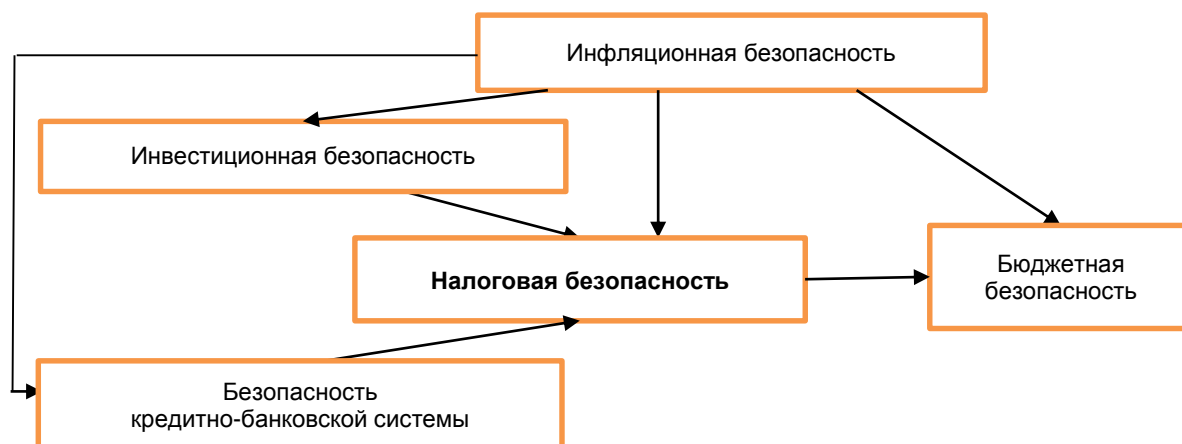 Инфляционная безопасность
Инвестиционная безопасность
Налоговая безопасность
Бюджетная
безопасность
Безопасность
кредитно-банковской системы